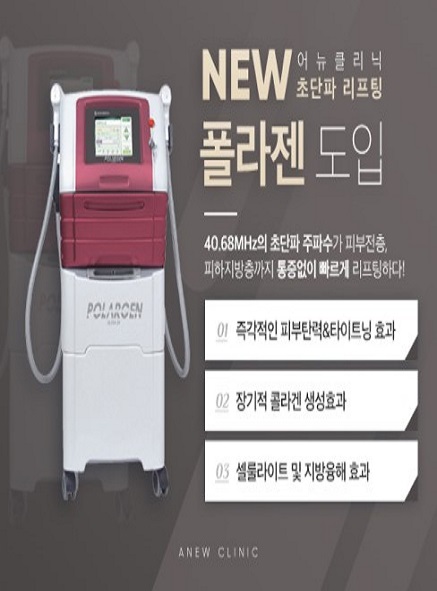 NEW 어뉴클리닉
초단파 리프팅
폴라젠 도입
40.68MHz의 초단파 주파수가 피부전층,
피하지방층까지 통증없이 빠르게 리프팅하다!
01 즉각적인 피부탄력&타이트닝 효과
02 장기적 콜라겐 생성효과
03 셀룰라이트 및 지방융해 효과
POLARGEN
POLARGEN
ANEW CLINIC